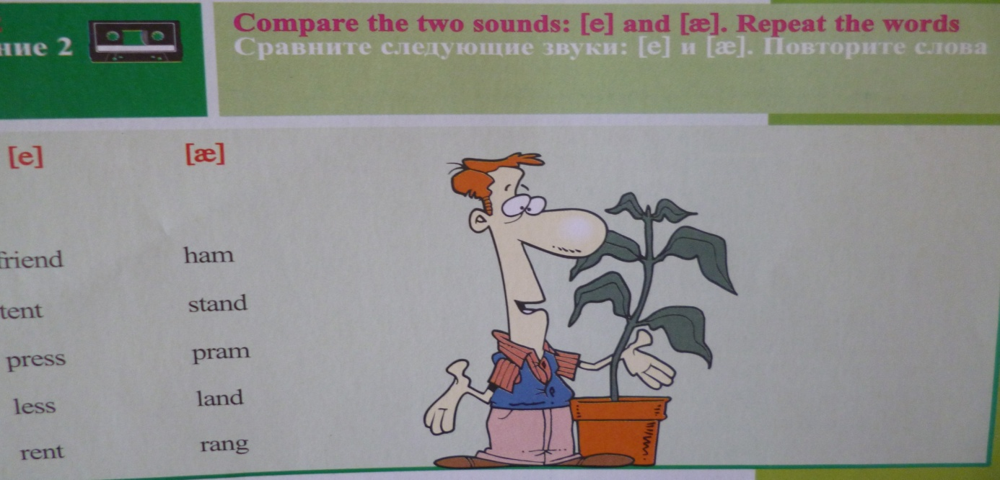 ние 2
Compare the two sounds: [e] and [æ]. Repeat the words
Сравните следующие звуки: [e] и [æ]. Повторите слова
[e] [æ]
friend ham
tent stand
press pram
less land
rent rang